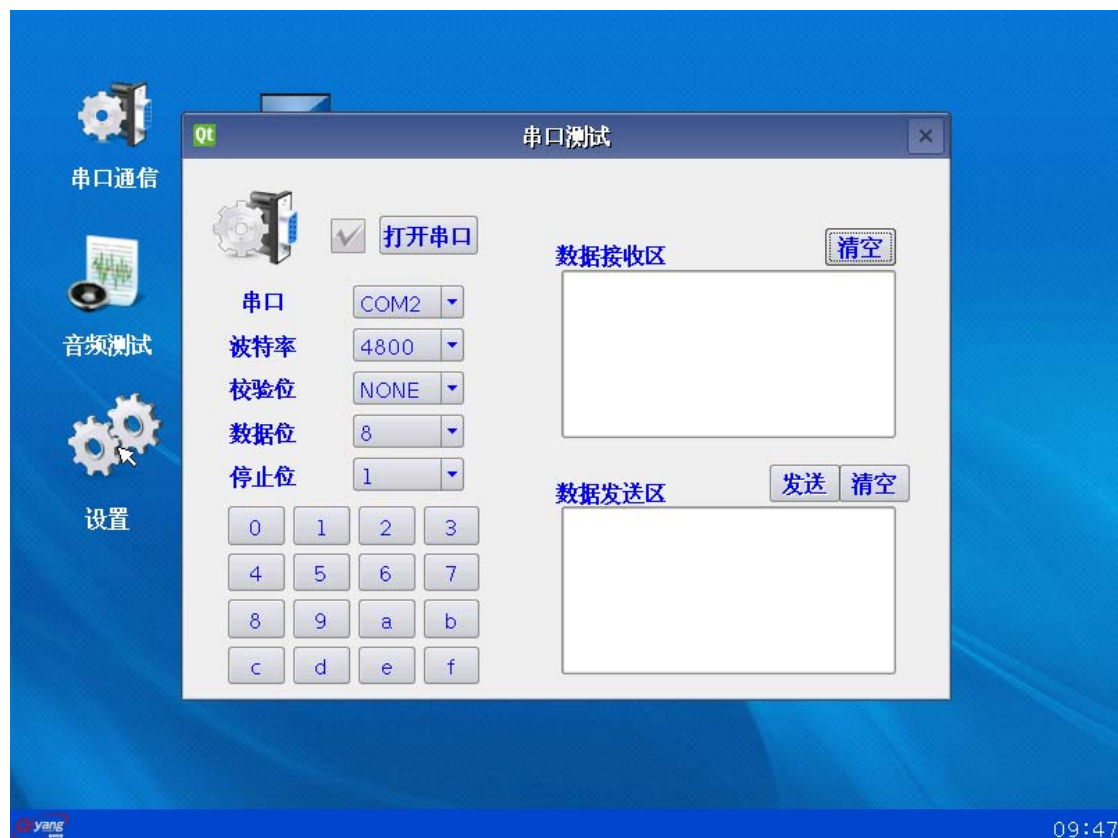 串口通信
音频测试
设置
Qt
串口测试
打开串口
串口
COM2
波特率
4800
校验位
NONE
数据位
8
停止位
1
0 1 2 3
4 5 6 7
8 9 a b
c d e f
数据接收区
清空
数据发送区
发送 清空
Qiyang
09:47